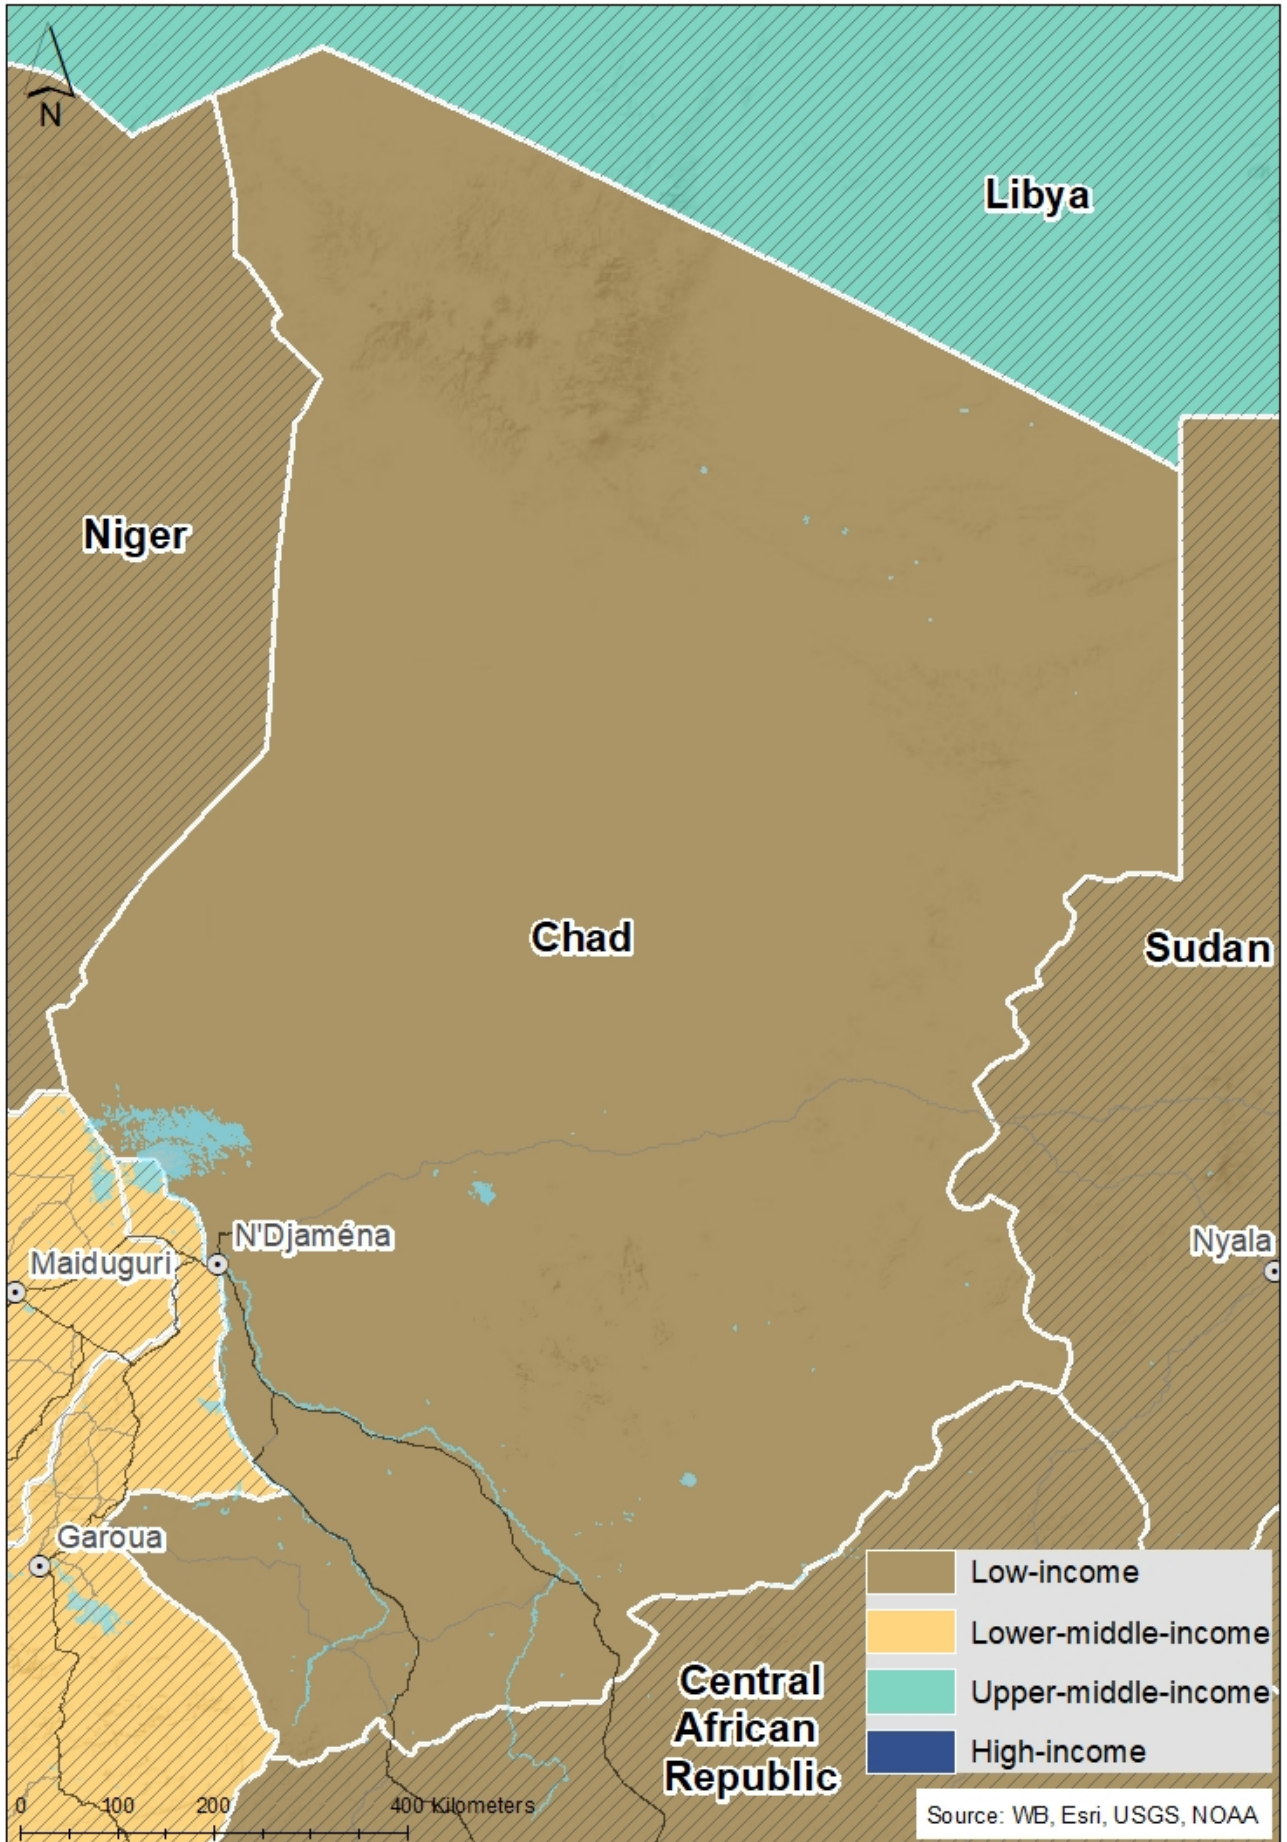 N
Libya
Niger
Chad
Sudan
N'Djaména
Maiduguri
Nyala
Garoua
Low-income
Lower-middle-income
Upper-middle-income
High-income
Central
African
Republic
0 100 200 400 Kilometers
Source: WB, Esri, USGS, NOAA